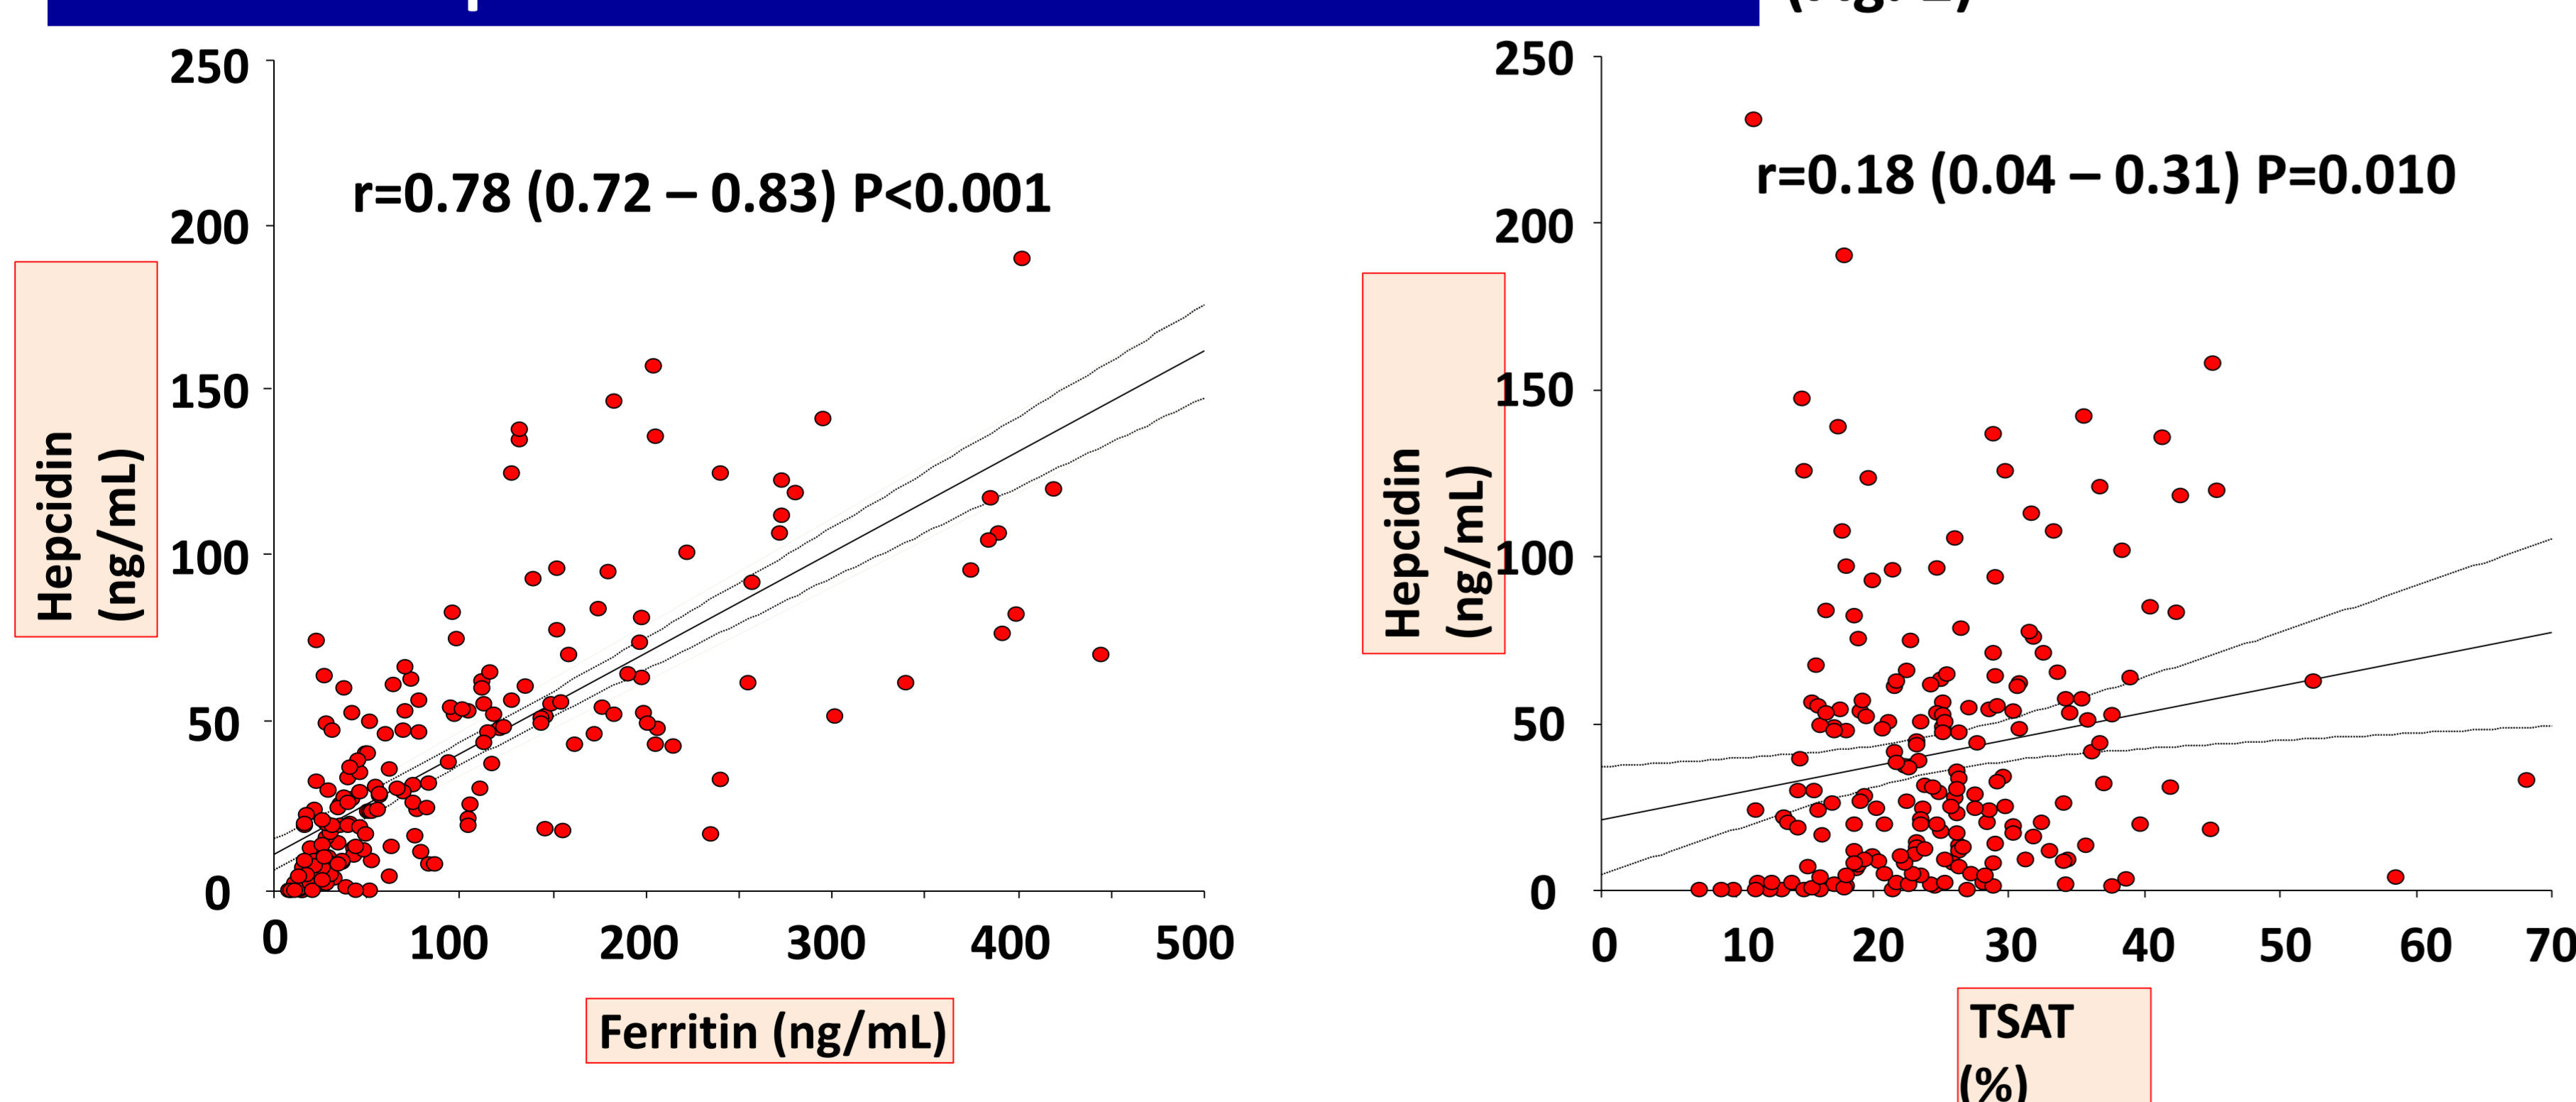 250
200
150
100
50
0
r=0.78 (0.72 – 0.83) P<0.001
Hepcidin
(ng/mL)
0 100 200 300 400 500
Ferritin (ng/mL)
250
200
150
100
50
0
r=0.18 (0.04 – 0.31) P=0.010
Hepcidin
(ng/mL)
0 10 20 30 40 50 60 70
TSAT
(%)